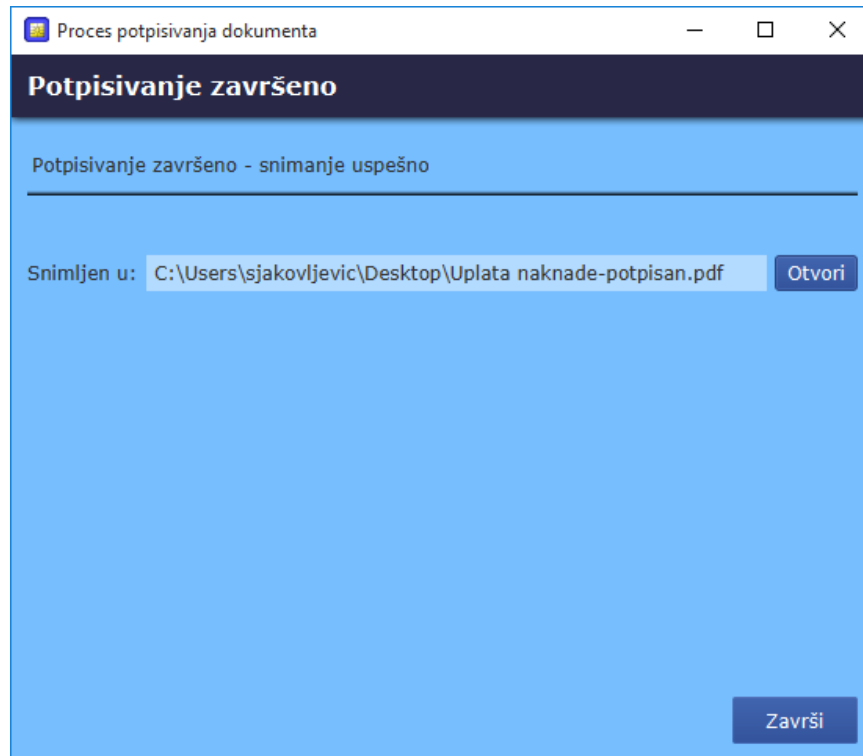 Proces potpisivanja dokumenta
Potpisivanje završeno
Potpisivanje završeno - snimanje uspešno
Snimljen u: C:\Users\sjakovljevic\Desktop\Uplata naknade-potpisan.pdf Otvori
Završi